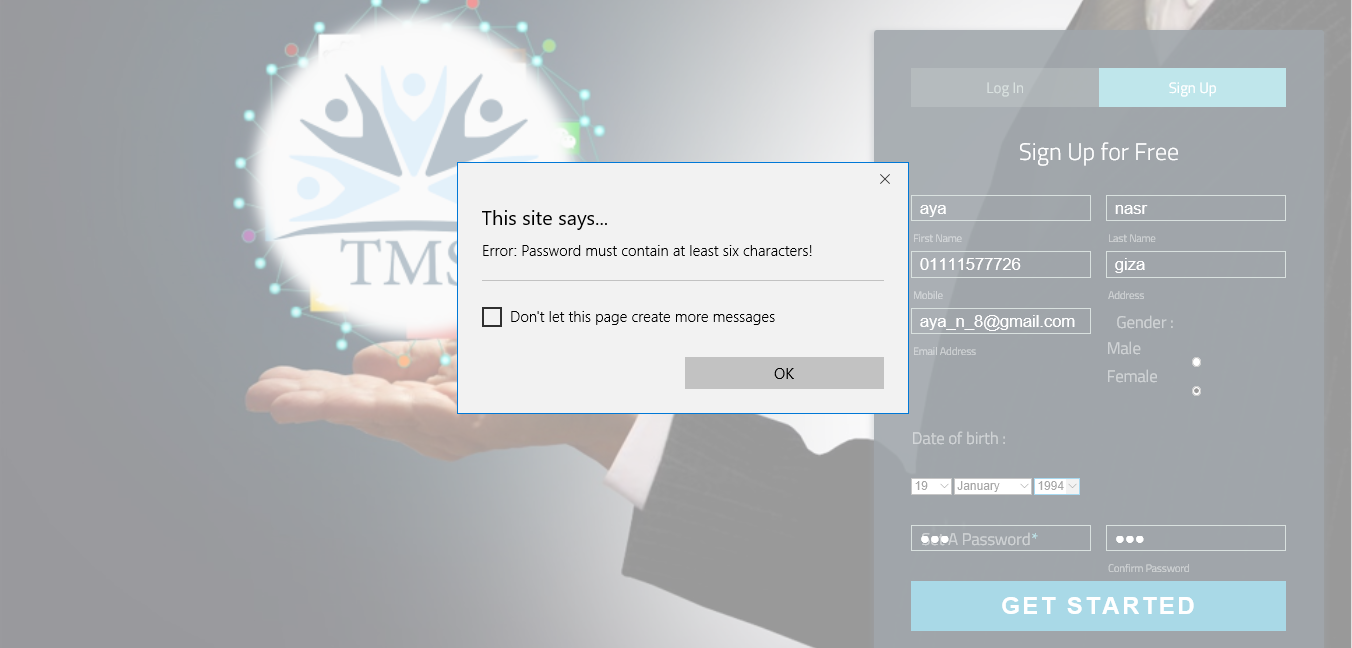 TMS
This site says...
Error: Password must contain at least six characters!
Don't let this page create more messages
OK
Log In
Sign Up
Sign Up for Free
aya
nasr
First Name
Last Name
01111577726
giza
Mobile
Address
aya_n_8@gmail.com
Gender :
Email Address
Male
Female
Date of birth :
19
January
1994
Set A Password*
Confirm Password
GET STARTED